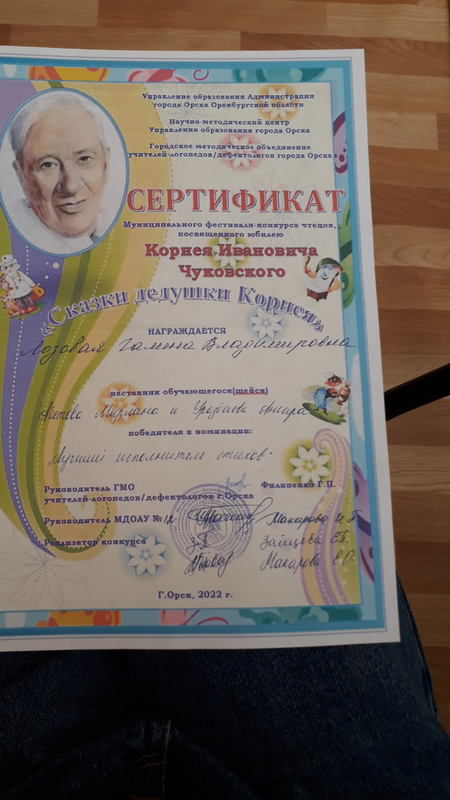 Управление образования Администрации
города Орска Оренбургской области
Научно-методический центр
Управления образования города Орска
Городское методическое объединение
учителей-логопедов/дефектологов города Орска
СЕРТИФИКАТ
Муниципального фестиваля-конкурса чтецов,
посвященного юбилею
Корнея Ивановича
Чуковского
«Сказки дедушки Корнея»
НАГРАЖДАЕТСЯ
Лозовая Галина Владимировна
наставник обучающегося(щейся)
и
победителя в номинации:
Лучший исполнитель стихов.
Руководитель ГМО
учителей-логопедов/дефектологов г.Орска
Филипенко Г.П.
Руководитель МДОАУ № 12
Макарова И.П.
Реализатор конкурса
Зайцева Е.П.
Макарова Е.О.
Г.Орск, 2022 г.